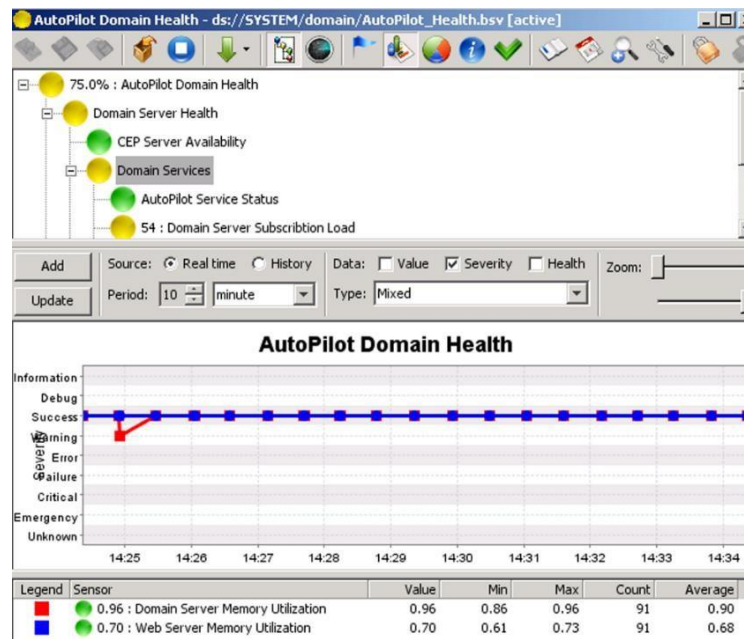 AutoPilot Domain Health - ds://SYSTEM/domain/AutoPilot_Health.bsv [active]
75.0% : AutoPilot Domain Health
Domain Server Health
CEP Server Availability
Domain Services
AutoPilot Service Status
54 : Domain Server Subscribtion Load
Add
Source: Real time History Data: Value Severity Health Zoom:
Update
Period: 10 minute Type: Mixed
AutoPilot Domain Health
Severity
Information
Debug
Success
Warning
Error
Failure
Critical
Emergency
Unknown
14:25 14:26 14:27 14:28 14:29 14:30 14:31 14:32 14:33 14:34
Legend Sensor Value Min Max Count Average
0.96 : Domain Server Memory Utilization 0.96 0.86 0.96 91 0.90
0.70 : Web Server Memory Utilization 0.70 0.61 0.73 91 0.68